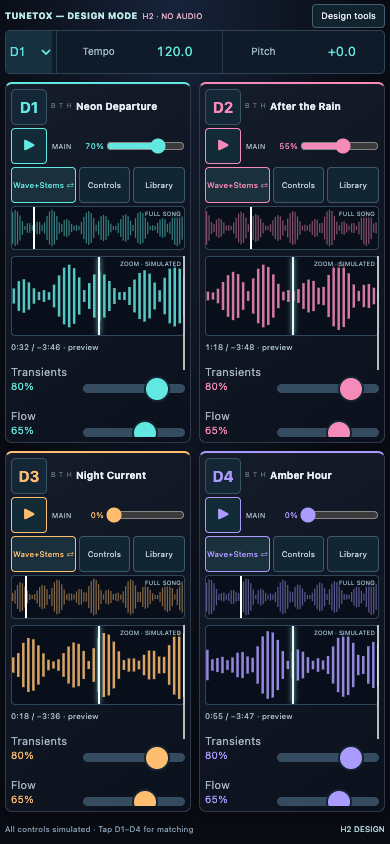 TUNETOX — DESIGN MODE H2 · NO AUDIO
Design tools
D1 Tempo 120.0 Pitch +0.0
D1 B T H Neon Departure
MAIN 70%
Wave+Stems ⇄ Controls Library
FULL SONG
ZOOM · SIMULATED
0:32 / −3:46 · preview
Transients
80%
Flow
65%
D2 B T H After the Rain
MAIN 55%
Wave+Stems ⇄ Controls Library
FULL SONG
ZOOM · SIMULATED
1:18 / −3:48 · preview
Transients
80%
Flow
65%
D3 B T H Night Current
MAIN 0%
Wave+Stems ⇄ Controls Library
FULL SONG
ZOOM · SIMULATED
0:18 / −3:36 · preview
Transients
80%
Flow
65%
D4 B T H Amber Hour
MAIN 0%
Wave+Stems ⇄ Controls Library
FULL SONG
ZOOM · SIMULATED
0:55 / −3:47 · preview
Transients
80%
Flow
65%
All controls simulated · Tap D1–D4 for matching
H2 DESIGN